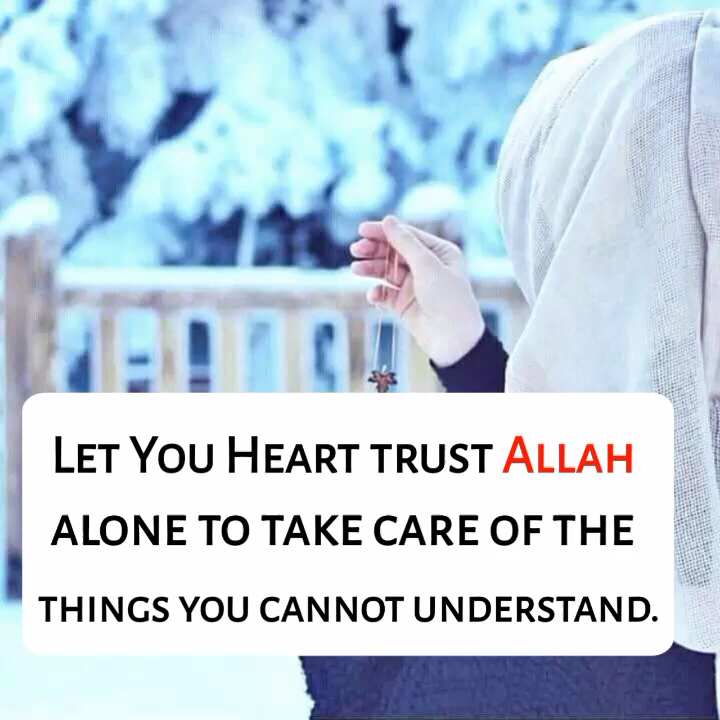 Let You Heart trust Allah
alone to take care of the
things you cannot understand.